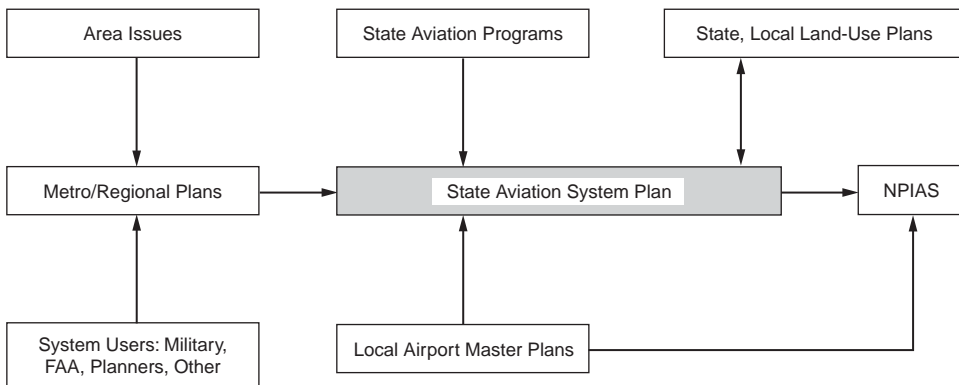 Area Issues
State Aviation Programs
State, Local Land-Use Plans
Metro/Regional Plans
State Aviation System Plan
NPIAS
System Users: Military,
FAA, Planners, Other
Local Airport Master Plans